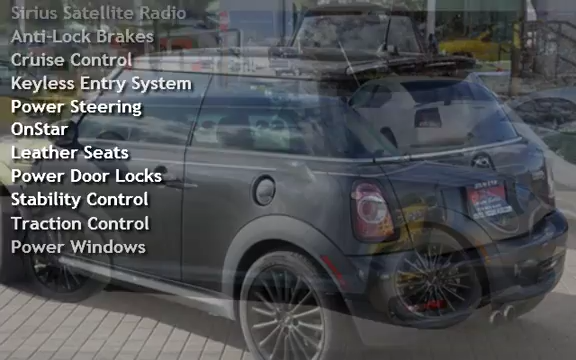 Sirius Satellite Radio
Anti-Lock Brakes
Cruise Control
Keyless Entry System
Power Steering
OnStar
Leather Seats
Power Door Locks
Stability Control
Traction Control
Power Windows